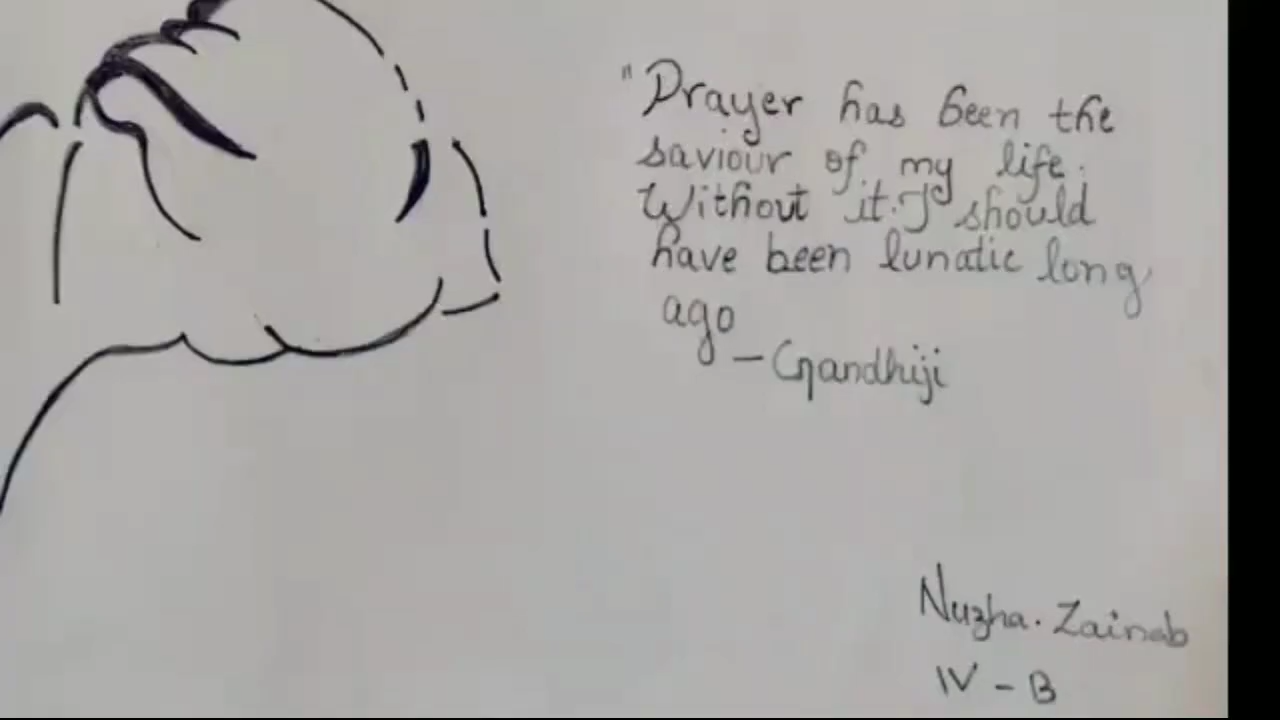 "Prayer has been the
saviour of my life.
Without it. I should
have been lunatic long
ago
- Gandhiji
Nuzha. Zainab
IV - B